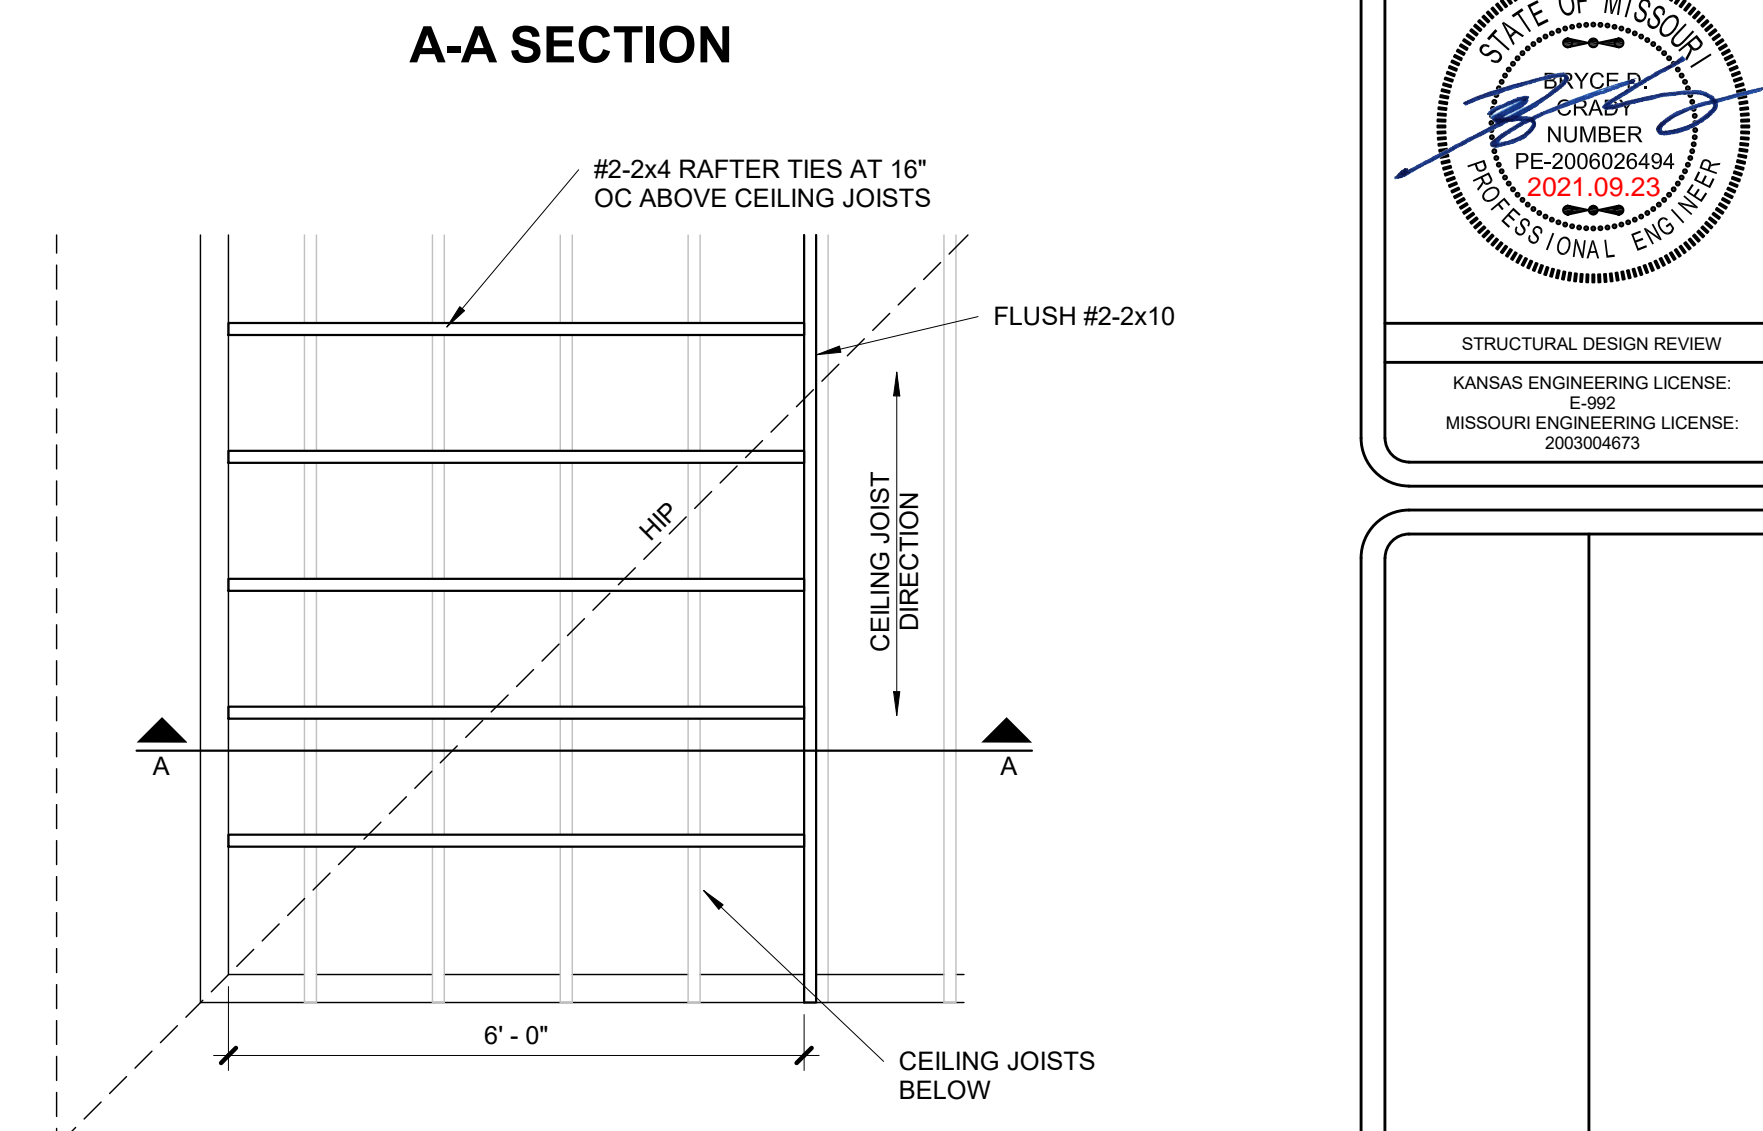 A-A SECTION
#2-2x4 RAFTER TIES AT 16"
OC ABOVE CEILING JOISTS
FLUSH #2-2x10
HIP
CEILING JOIST
DIRECTION
A
A
6' - 0"
CEILING JOISTS
BELOW
STATE OF MISSOURI
BRYCE D.
CRADY
NUMBER
PE-2006026494
2021.09.23
PROFESSIONAL ENGINEER
STRUCTURAL DESIGN REVIEW
KANSAS ENGINEERING LICENSE:
E-992
MISSOURI ENGINEERING LICENSE:
2003004673